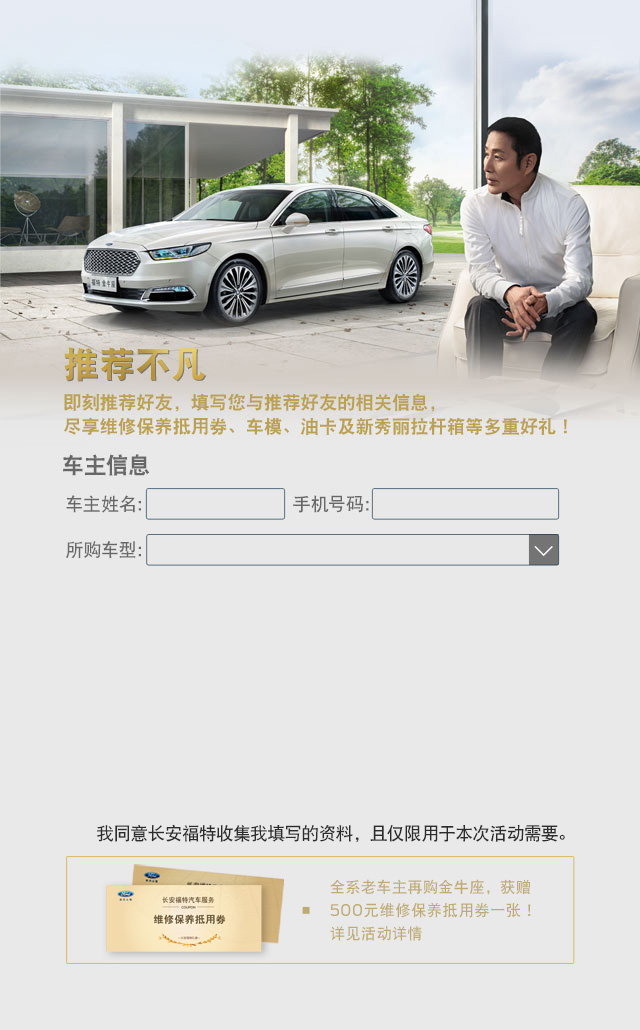 福特 金牛座
推荐不凡
即刻推荐好友，填写您与推荐好友的相关信息，
尽享维修保养抵用券、车模、油卡及新秀丽拉杆箱等多重好礼！
车主信息
车主姓名:
手机号码:
所购车型:
我同意长安福特收集我填写的资料，且仅限用于本次活动需要。
Ford
长安福特汽车服务
COUPON
维修保养抵用券
全系老车主再购金牛座，获赠
500元维修保养抵用券一张！
详见活动详情